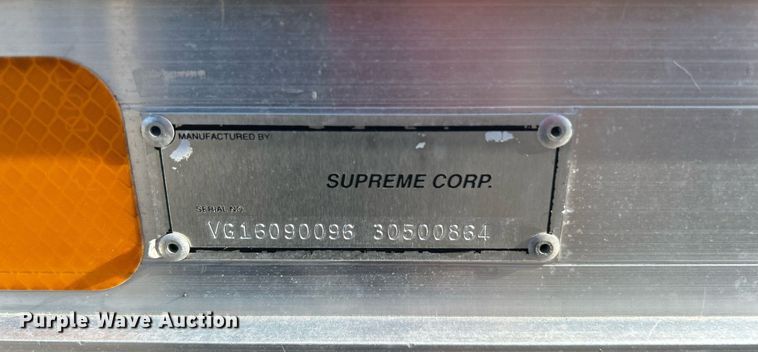 MANUFACTURED BY:
SUPREME CORP.
SERIAL NO.
VG16090096 30500864
Purple Wave Auction